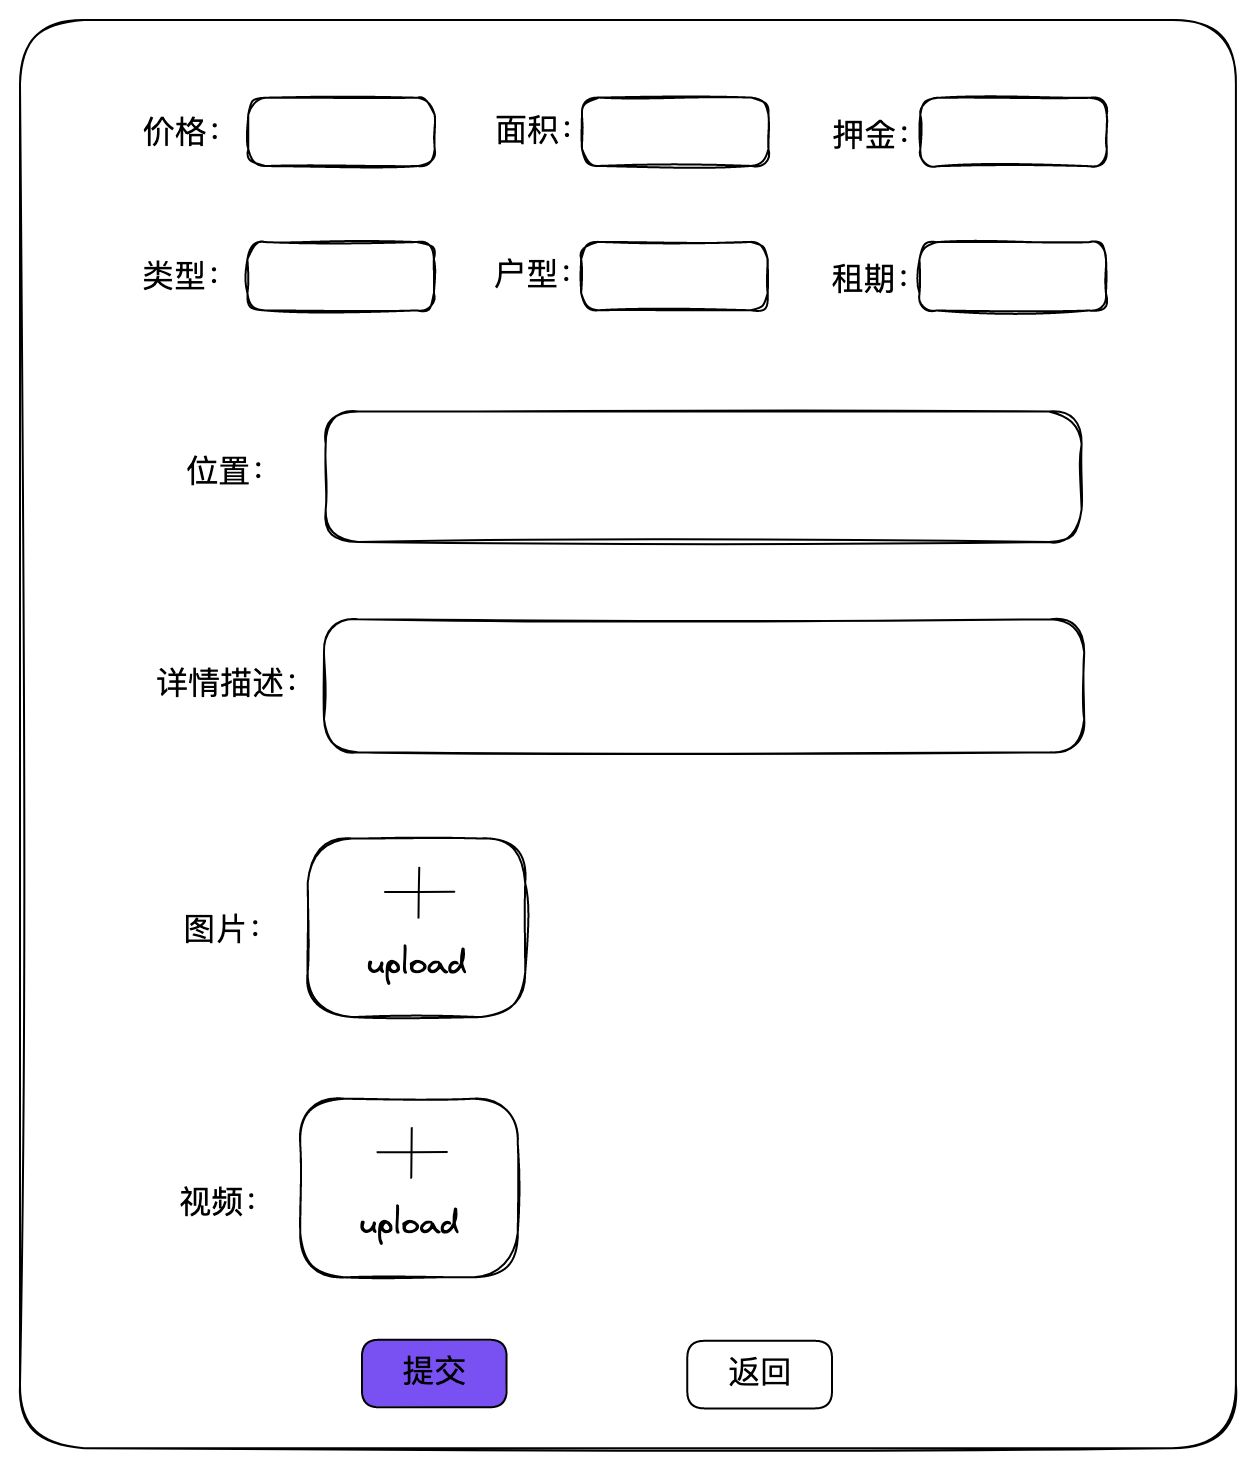 价格： 面积： 押金：
类型： 户型： 租期：
位置：
详情描述：
图片：
upload
视频：
upload
提交 返回